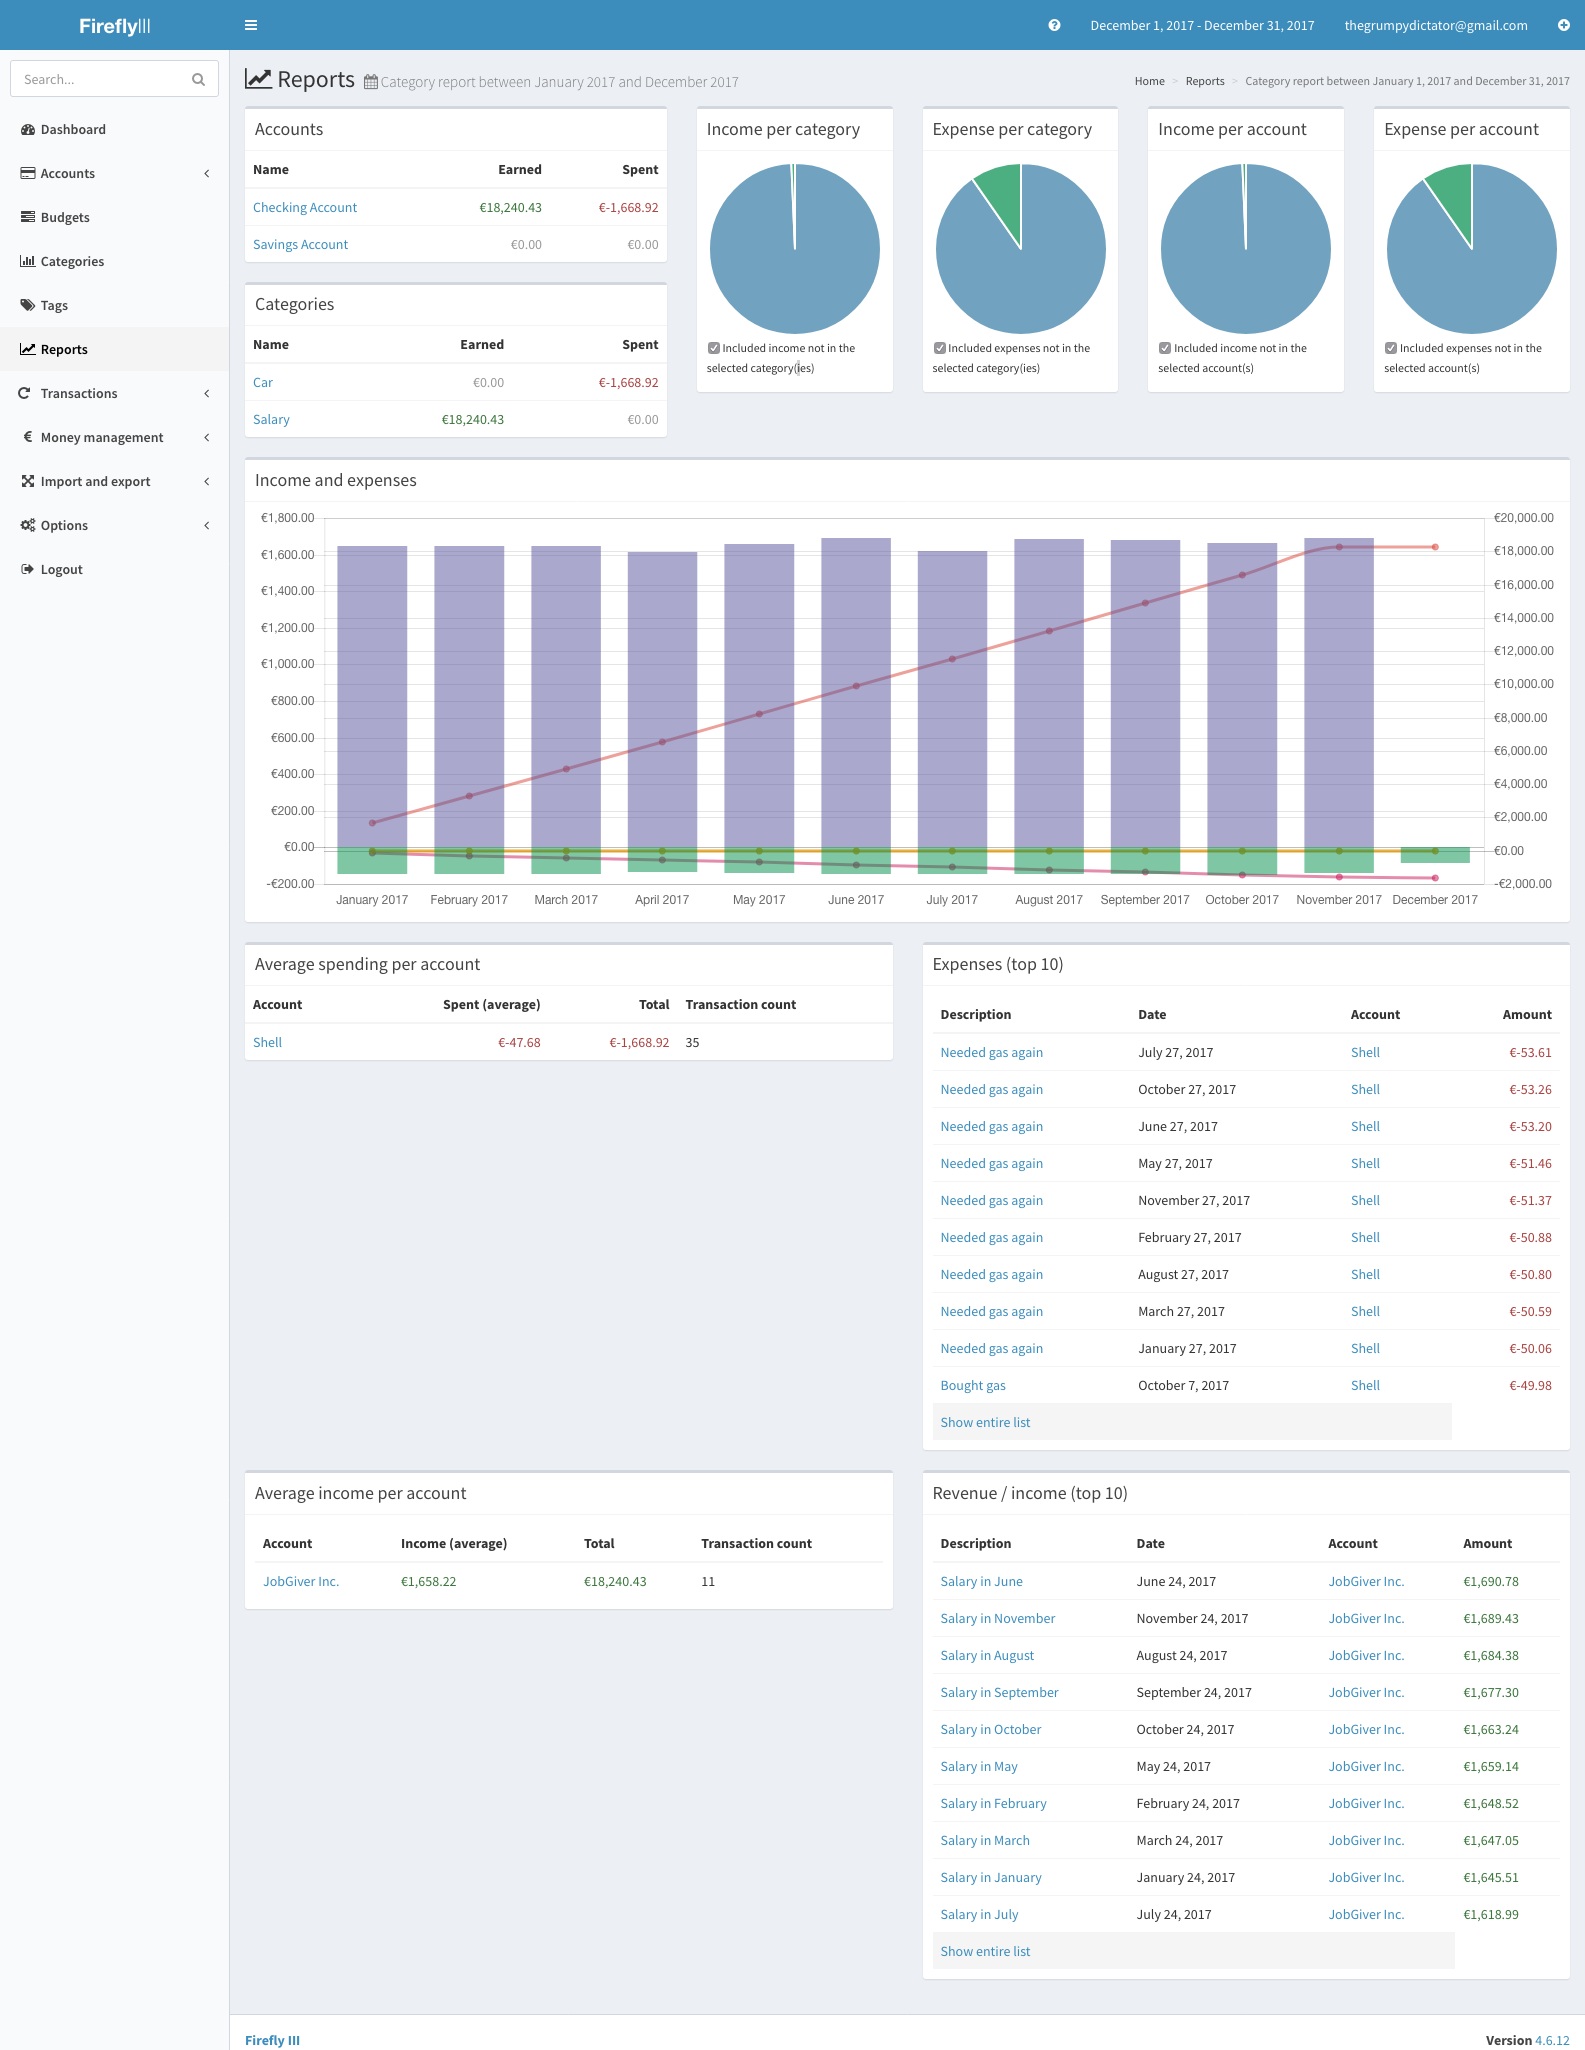 FireflyIII
December 1, 2017 - December 31, 2017 thegrumpydictator@gmail.com
Search...
Dashboard
Accounts
Budgets
Categories
Tags
Reports
Transactions
Money management
Import and export
Options
Logout
Reports Category report between January 2017 and December 2017
Home > Reports > Category report between January 1, 2017 and December 31, 2017
Accounts
Name Earned Spent
Checking Account €18,240.43 €-1,668.92
Savings Account €0.00 €0.00
Categories
Name Earned Spent
Car €0.00 €-1,668.92
Salary €18,240.43 €0.00
Income per category
Included income not in the
selected category(ies)
Expense per category
Included expenses not in the
selected category(ies)
Income per account
Included income not in the
selected account(s)
Expense per account
Included expenses not in the
selected account(s)
Income and expenses
€1,800.00
€1,600.00
€1,400.00
€1,200.00
€1,000.00
€800.00
€600.00
€400.00
€200.00
€0.00
-€200.00
€20,000.00
€18,000.00
€16,000.00
€14,000.00
€12,000.00
€10,000.00
€8,000.00
€6,000.00
€4,000.00
€2,000.00
€0.00
-€2,000.00
January 2017 February 2017 March 2017 April 2017 May 2017 June 2017 July 2017 August 2017 September 2017 October 2017 November 2017 December 2017
Average spending per account
Account Spent (average) Total Transaction count
Shell €-47.68 €-1,668.92 35
Expenses (top 10)
Description Date Account Amount
Needed gas again July 27, 2017 Shell €-53.61
Needed gas again October 27, 2017 Shell €-53.26
Needed gas again June 27, 2017 Shell €-53.20
Needed gas again May 27, 2017 Shell €-51.46
Needed gas again November 27, 2017 Shell €-51.37
Needed gas again February 27, 2017 Shell €-50.88
Needed gas again August 27, 2017 Shell €-50.80
Needed gas again March 27, 2017 Shell €-50.59
Needed gas again January 27, 2017 Shell €-50.06
Bought gas October 7, 2017 Shell €-49.98
Show entire list
Average income per account
Account Income (average) Total Transaction count
JobGiver Inc. €1,658.22 €18,240.43 11
Revenue / income (top 10)
Description Date Account Amount
Salary in June June 24, 2017 JobGiver Inc. €1,690.78
Salary in November November 24, 2017 JobGiver Inc. €1,689.43
Salary in August August 24, 2017 JobGiver Inc. €1,684.38
Salary in September September 24, 2017 JobGiver Inc. €1,677.30
Salary in October October 24, 2017 JobGiver Inc. €1,663.24
Salary in May May 24, 2017 JobGiver Inc. €1,659.14
Salary in February February 24, 2017 JobGiver Inc. €1,648.52
Salary in March March 24, 2017 JobGiver Inc. €1,647.05
Salary in January January 24, 2017 JobGiver Inc. €1,645.51
Salary in July July 24, 2017 JobGiver Inc. €1,618.99
Show entire list
Firefly III
Version 4.6.12